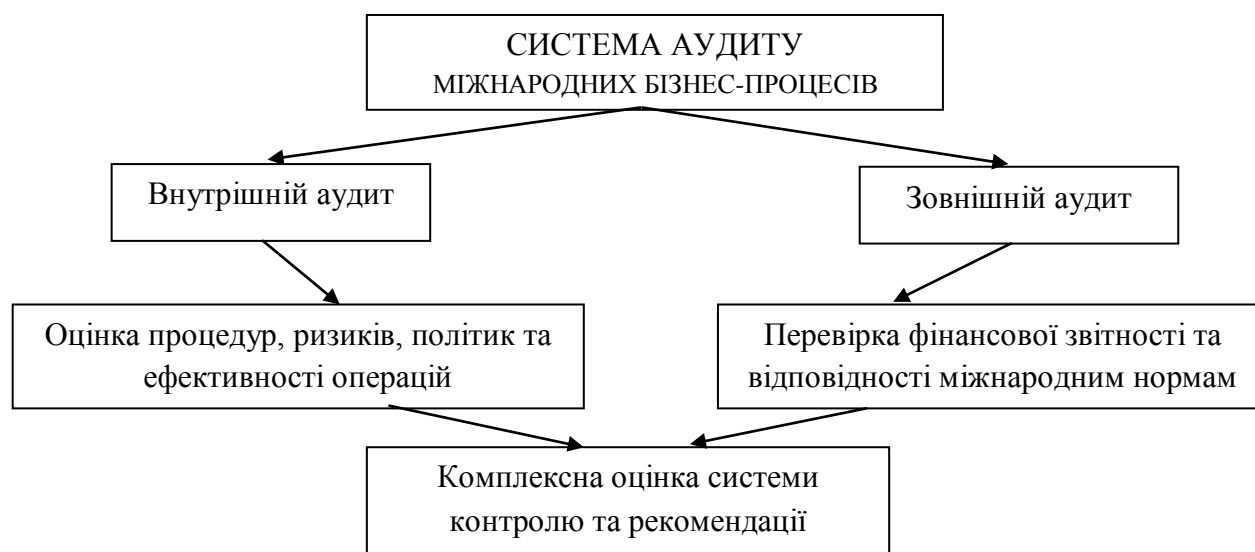 СИСТЕМА АУДИТУ
МІЖНАРОДНИХ БІЗНЕС-ПРОЦЕСІВ
Внутрішній аудит
Зовнішній аудит
Оцінка процедур, ризиків, політик та
ефективності операцій
Перевірка фінансової звітності та
відповідності міжнародним нормам
Комплексна оцінка системи
контролю та рекомендації